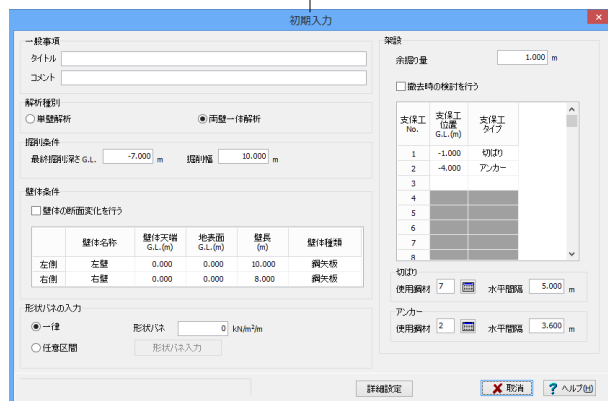 初期入力
一般事項
タイトル
コメント
解析種別
単壁解析 両壁一体解析
掘削条件
最終掘削深さ G.L. -7.000 m 掘削幅 10.000 m
壁体条件
壁体の断面変化を行う
壁体名称 壁体天端 G.L.(m) 地表面 G.L.(m) 壁長 (m) 壁体種類
左側 左壁 0.000 0.000 10.000 鋼矢板
右側 右壁 0.000 0.000 8.000 鋼矢板
形状バネの入力
一律 形状バネ 0 kN/m²/m
任意区間 形状バネ入力
架設
余掘り量 1.000 m
撤去時の検討を行う
支保工 No. 支保工 位置 G.L.(m) 支保工 タイプ
1 -1.000 切ばり
2 -4.000 アンカー
3
4
5
6
7
8
切ばり
使用鋼材 7 水平間隔 5.000 m
アンカー
使用鋼材 2 水平間隔 3.600 m
詳細設定 取消 ? ヘルプ(H)